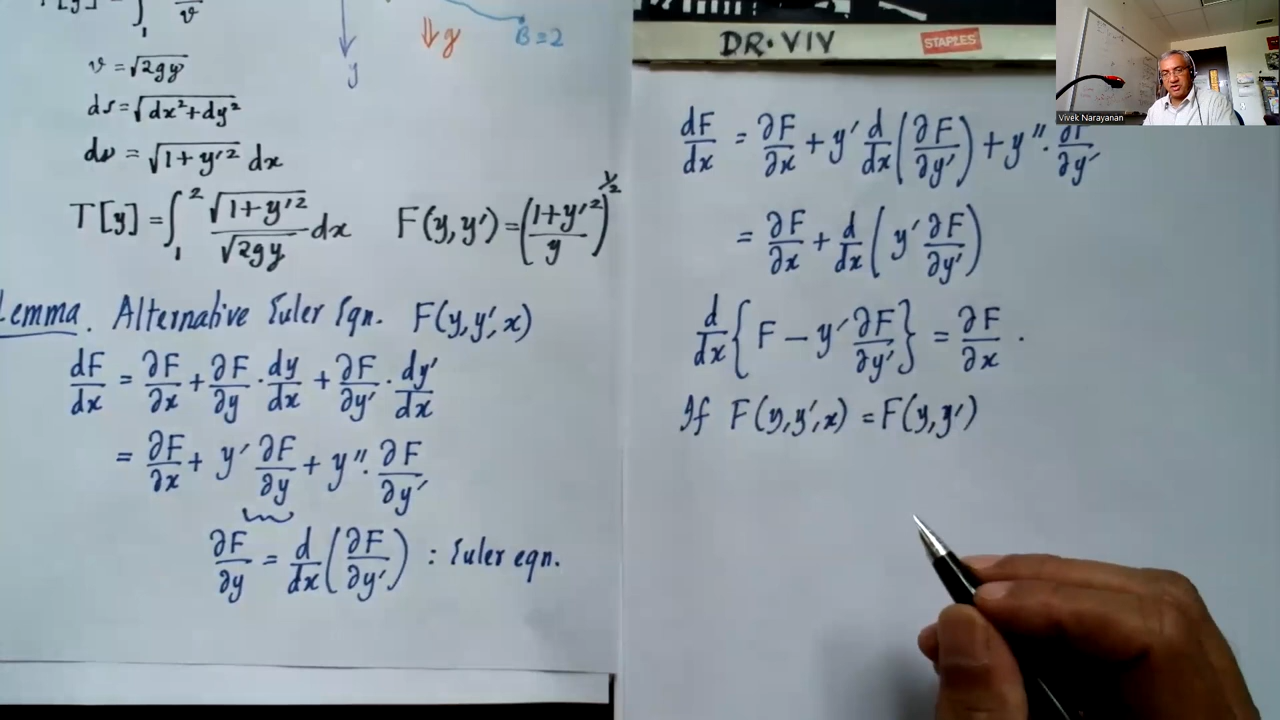 T[y] = ∫₁ / v
B = 2
g
y
v = √2gy
ds = √dx² + dy²
ds = √1 + y'² dx
T[y] = ∫₁² √1 + y'² / √2gy dx F(y, y') = (1 + y'² / y)^½
Lemma. Alternative Euler Eqn. F(y, y', x)
dF/dx = ∂F/∂x + ∂F/∂y · dy/dx + ∂F/∂y' · dy'/dx
= ∂F/∂x + y' ∂F/∂y + y'' · ∂F/∂y'
∂F/∂y = d/dx (∂F/∂y') : Euler eqn.
DR. VIV
STAPLES
Vivek Narayanan
dF/dx = ∂F/∂x + y' d/dx (∂F/∂y') + y'' · ∂F/∂y'
= ∂F/∂x + d/dx (y' ∂F/∂y')
d/dx { F - y' ∂F/∂y' } = ∂F/∂x .
If F(y, y', x) = F(y, y')